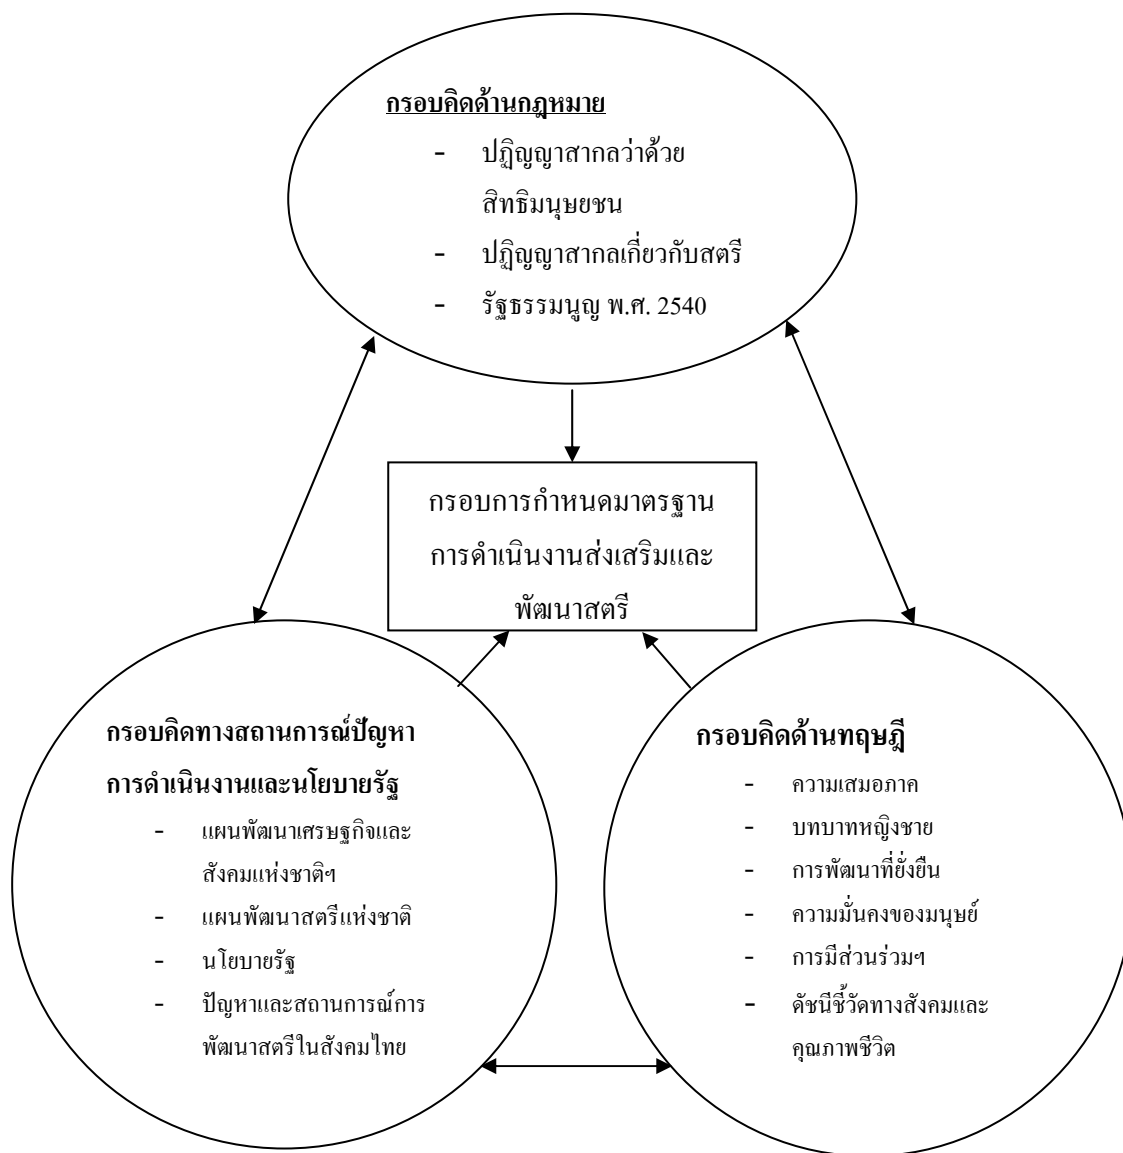 กรอบคิดด้านกฎหมาย
- ปฏิญญาสากลว่าด้วย
สิทธิมนุษยชน
- ปฏิญญาสากลเกี่ยวกับสตรี
- รัฐธรรมนูญ พ.ศ. 2540
กรอบการกำหนดมาตรฐาน
การดำเนินงานส่งเสริมและ
พัฒนาสตรี
กรอบคิดทางสถานการณ์ปัญหา
การดำเนินงานและนโยบายรัฐ
- แผนพัฒนาเศรษฐกิจและ
สังคมแห่งชาติฯ
- แผนพัฒนาสตรีแห่งชาติ
- นโยบายรัฐ
- ปัญหาและสถานการณ์การ
พัฒนาสตรีในสังคมไทย
กรอบคิดด้านทฤษฎี
- ความเสมอภาค
- บทบาทหญิงชาย
- การพัฒนาที่ยั่งยืน
- ความมั่นคงของมนุษย์
- การมีส่วนร่วมฯ
- ดัชนีชี้วัดทางสังคมและ
คุณภาพชีวิต